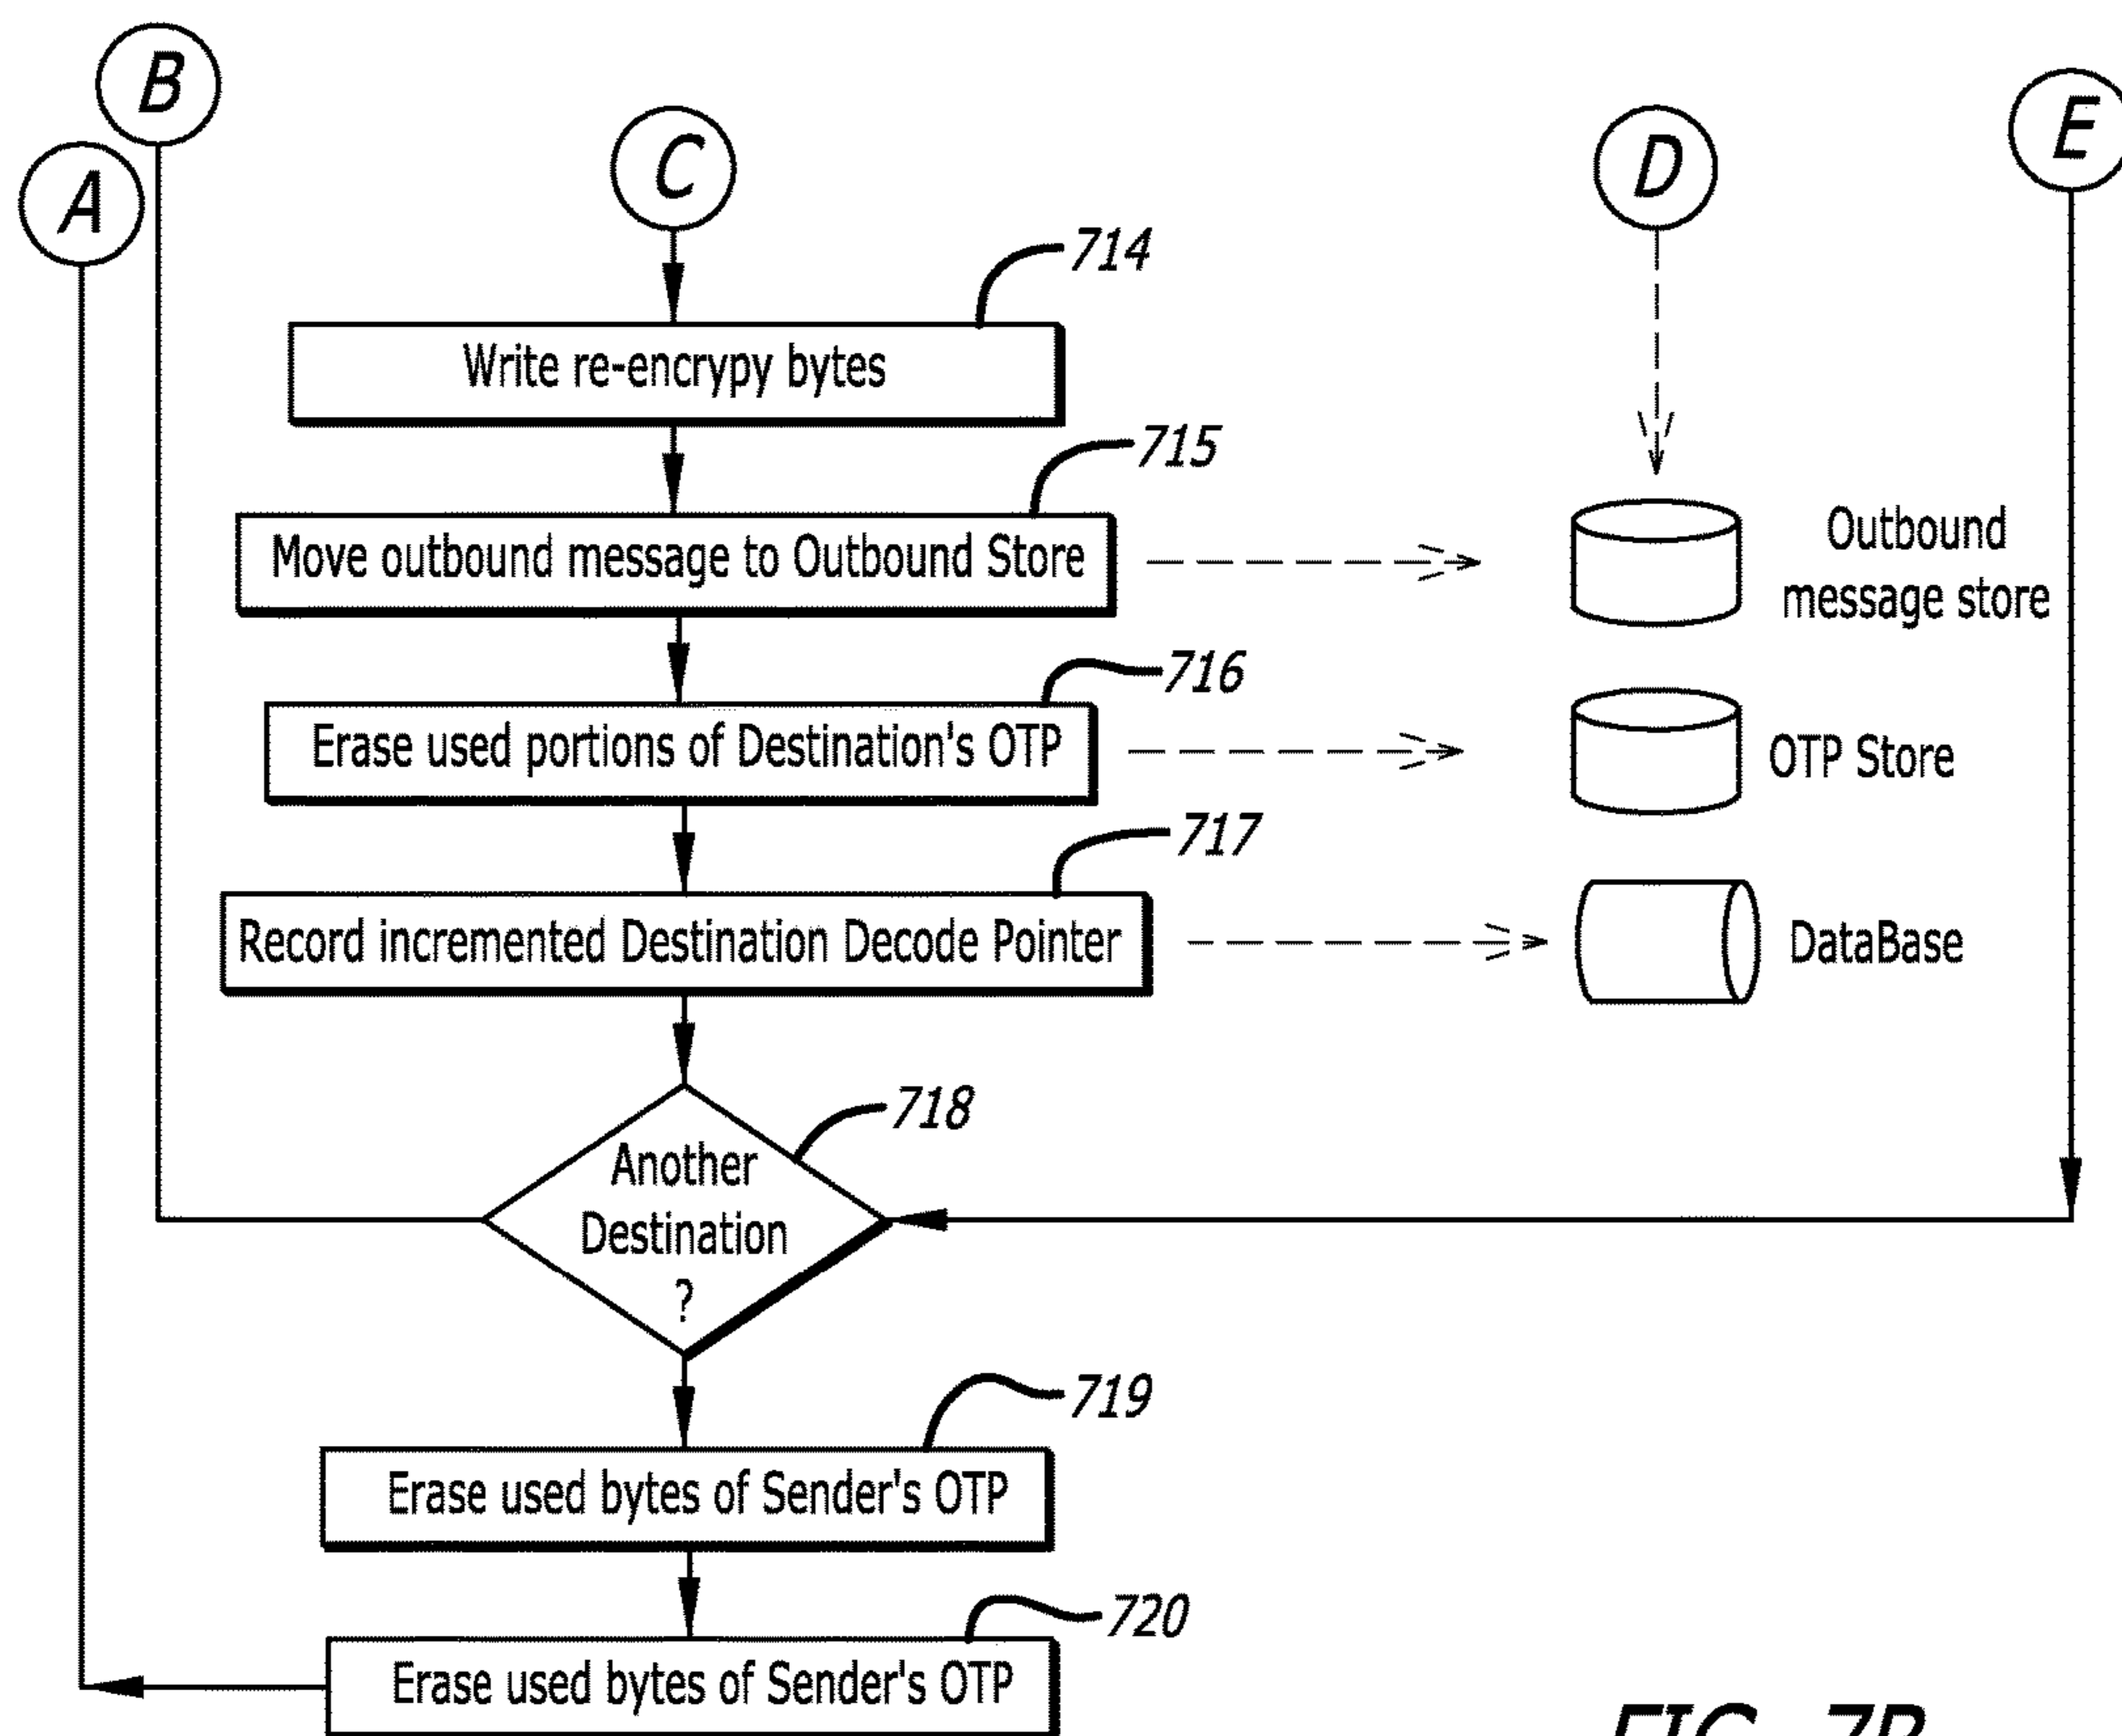 B
A
C
D
E
714
Write re-encrypy bytes
715
Move outbound message to Outbound Store
Outbound
message store
716
Erase used portions of Destination's OTP
OTP Store
717
Record incremented Destination Decode Pointer
DataBase
718
Another
Destination
?
719
Erase used bytes of Sender's OTP
720
Erase used bytes of Sender's OTP
FIG. 7B